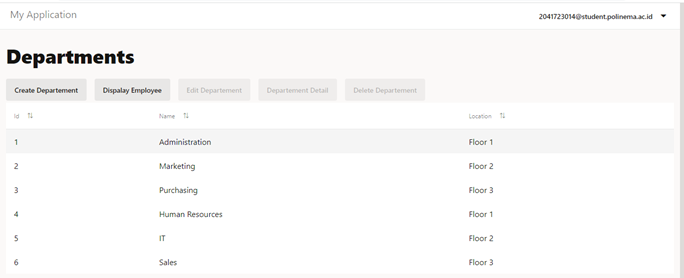 My Application 2041723014@student.polinema.ac.id
Departments
Create Departement Dispalay Employee Edit Departement Departement Detail Delete Departement
Id Name Location
1 Administration Floor 1
2 Marketing Floor 2
3 Purchasing Floor 3
4 Human Resources Floor 1
5 IT Floor 2
6 Sales Floor 3